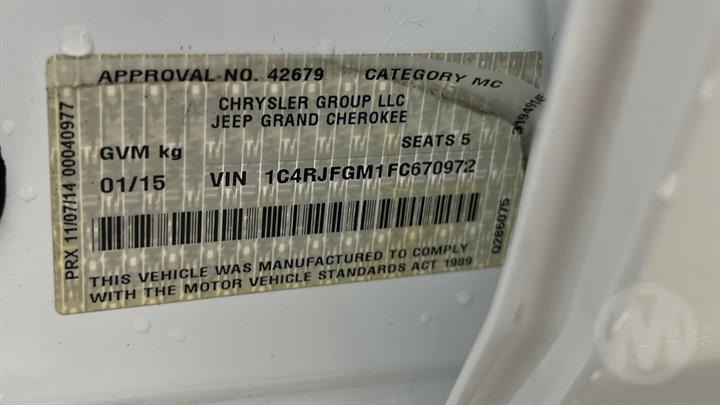 APPROVAL-NO. 42679 CATEGORY MC
CHRYSLER GROUP LLC
JEEP GRAND CHEROKEE
GVM kg SEATS 5
01/15 VIN 1C4RJFGM1FC670972
THIS VEHICLE WAS MANUFACTURED TO COMPLY
WITH THE MOTOR VEHICLE STANDARDS ACT 1989
PRX 11/07/14 00040977
Q286075
M